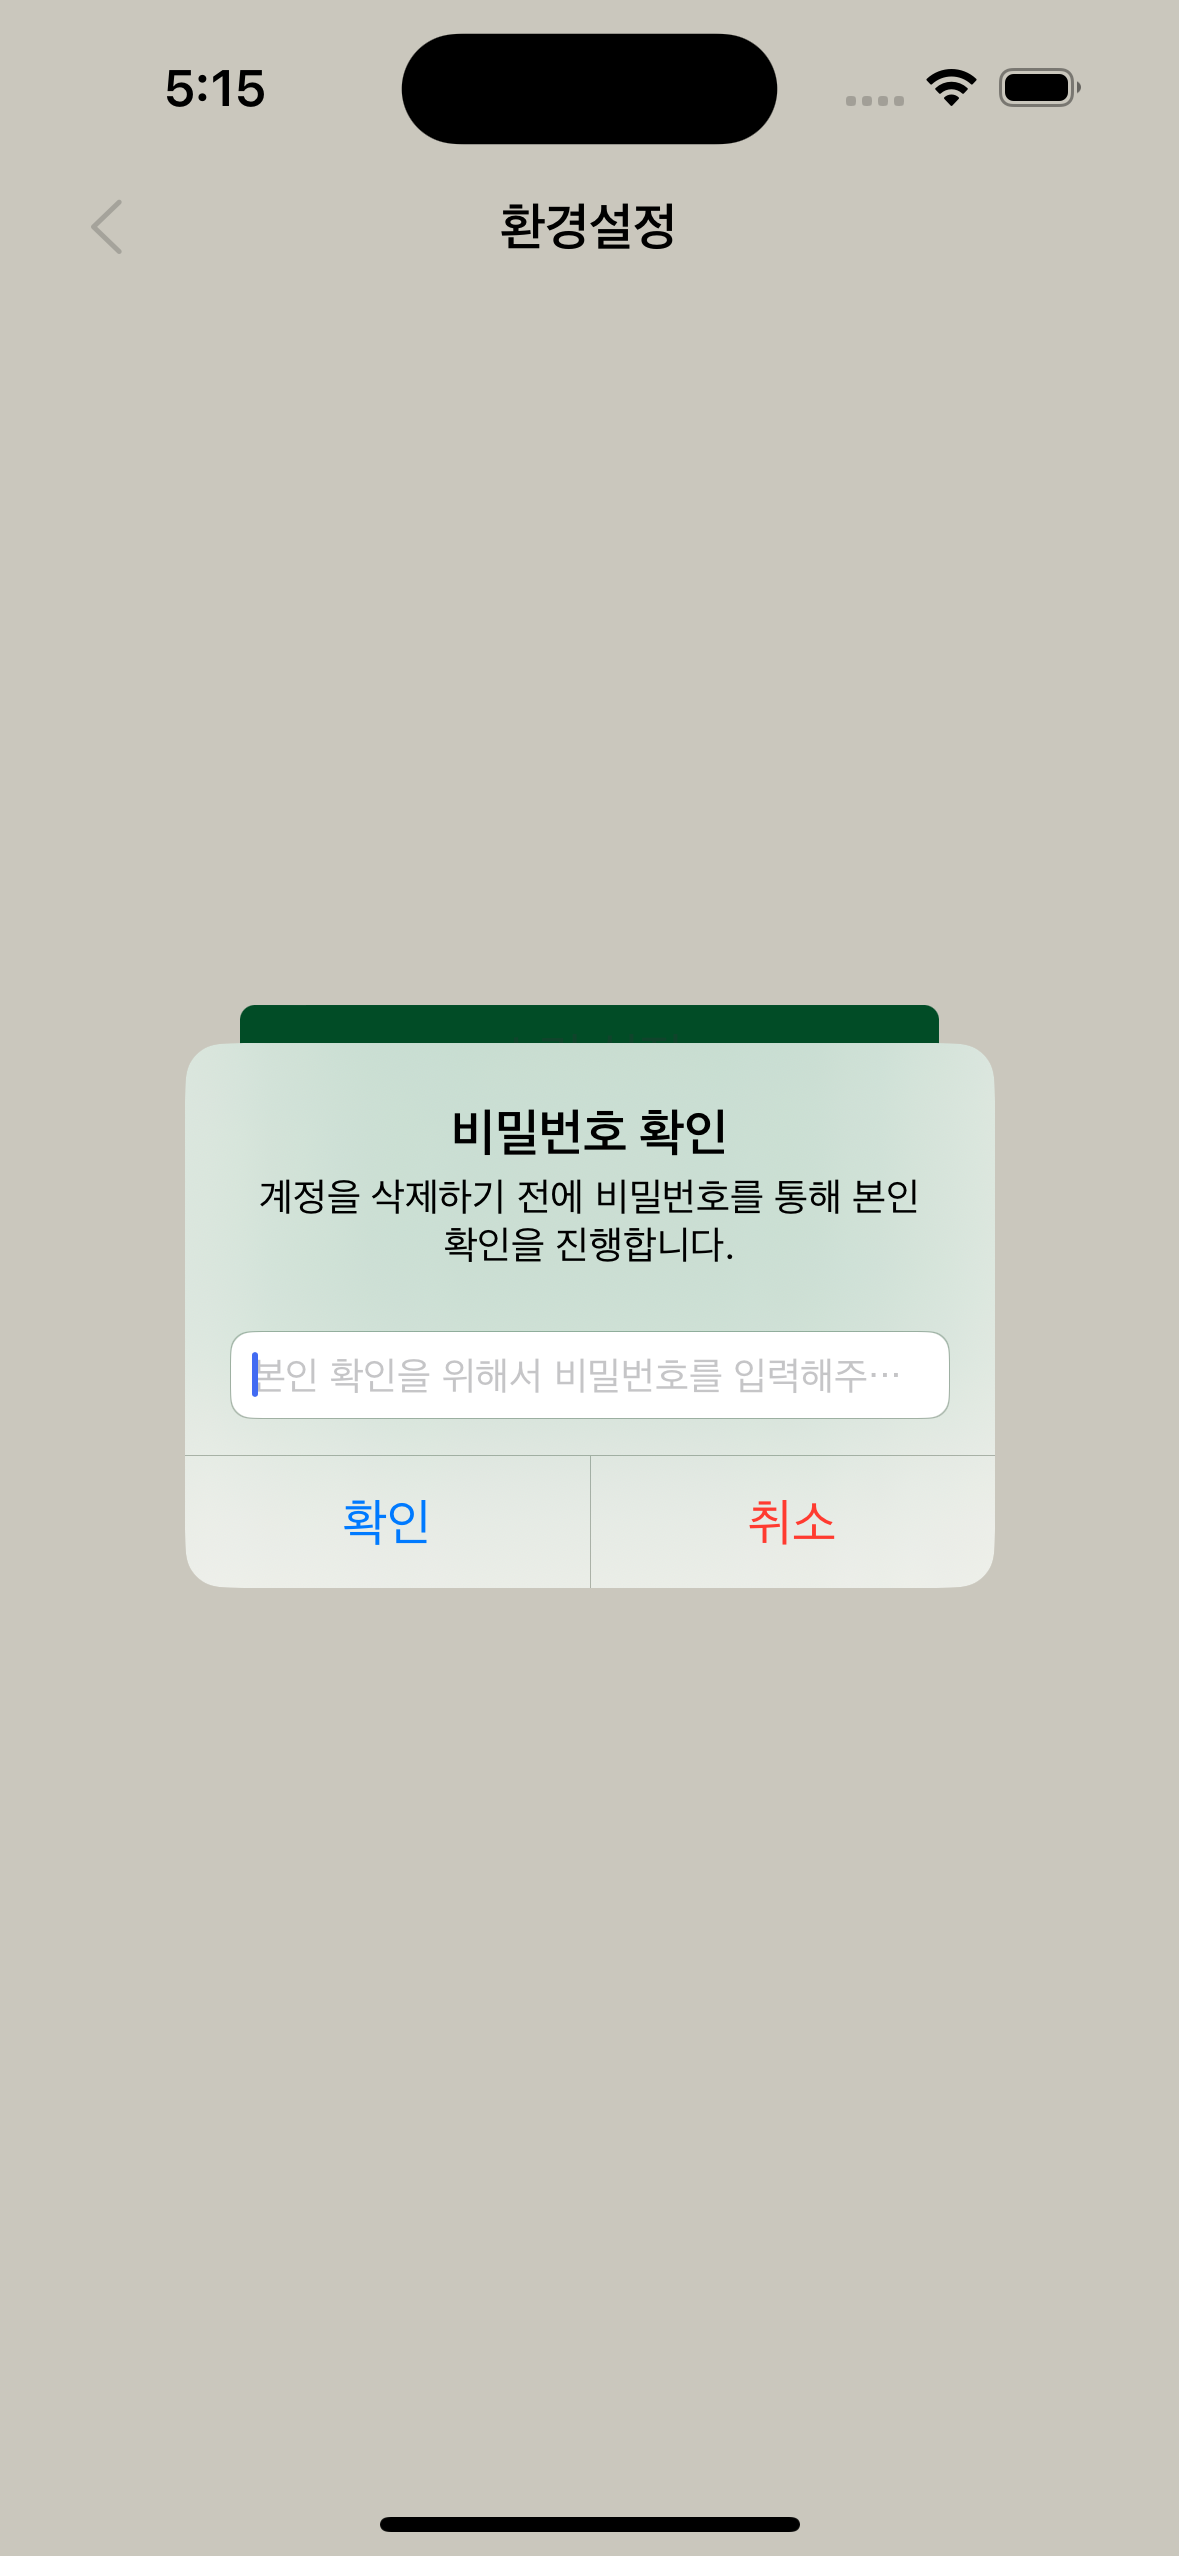 5:15
환경설정
비밀번호 확인
계정을 삭제하기 전에 비밀번호를 통해 본인
확인을 진행합니다.
본인 확인을 위해서 비밀번호를 입력해주…
확인
취소